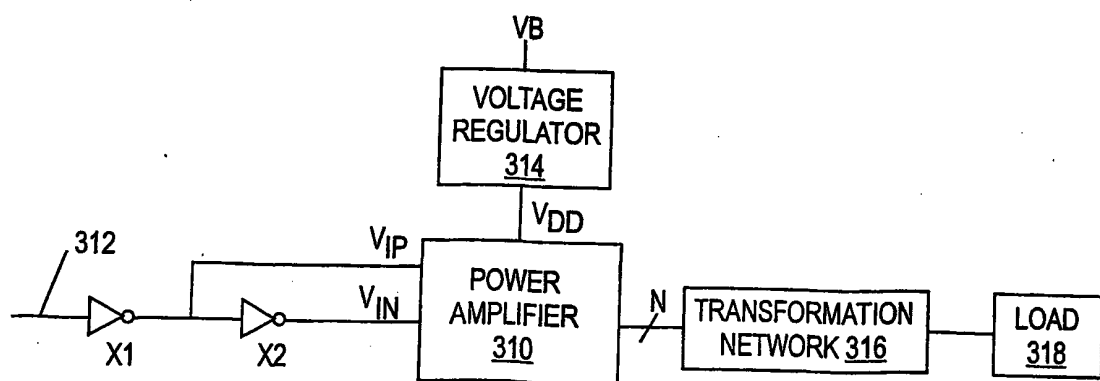 VB
VOLTAGE
REGULATOR
314
VDD
312
VIP
VIN
X1
X2
POWER
AMPLIFIER
310
N
TRANSFORMATION
NETWORK 316
LOAD
318